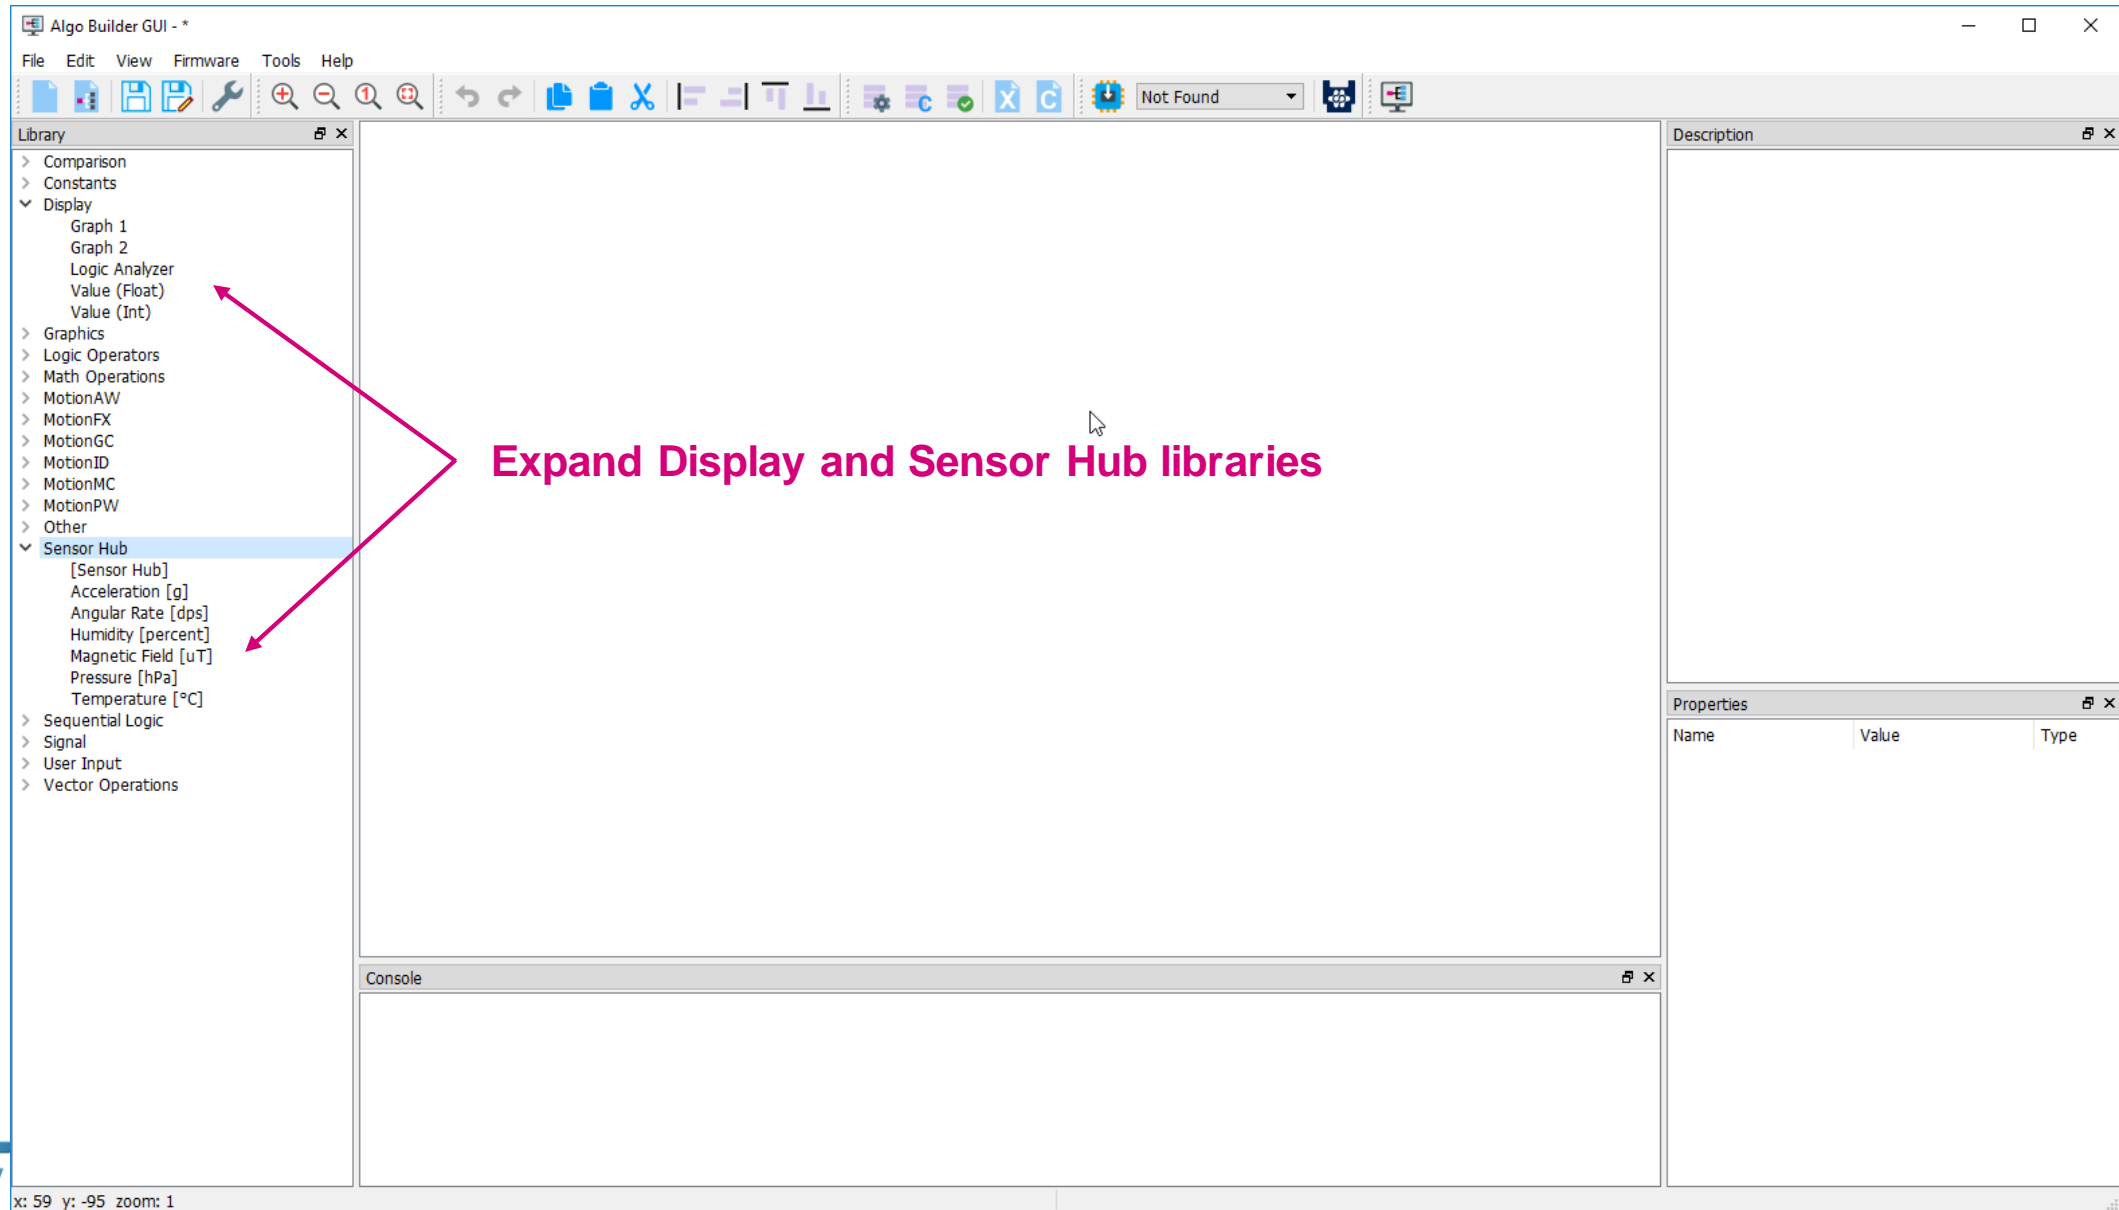 Algo Builder GUI - *
File Edit View Firmware Tools Help
1 C X C Not Found
Library
Description
Comparison
Constants
Display
Graph 1
Graph 2
Logic Analyzer
Value (Float)
Value (Int)
Graphics
Logic Operators
Math Operations
MotionAW
MotionFX
MotionGC
MotionID
MotionMC
MotionPW
Other
Sensor Hub
[Sensor Hub]
Acceleration [g]
Angular Rate [dps]
Humidity [percent]
Magnetic Field [uT]
Pressure [hPa]
Temperature [°C]
Sequential Logic
Signal
User Input
Vector Operations
Expand Display and Sensor Hub libraries
Properties
Name Value Type
Console
x: 59 y: -95 zoom: 1